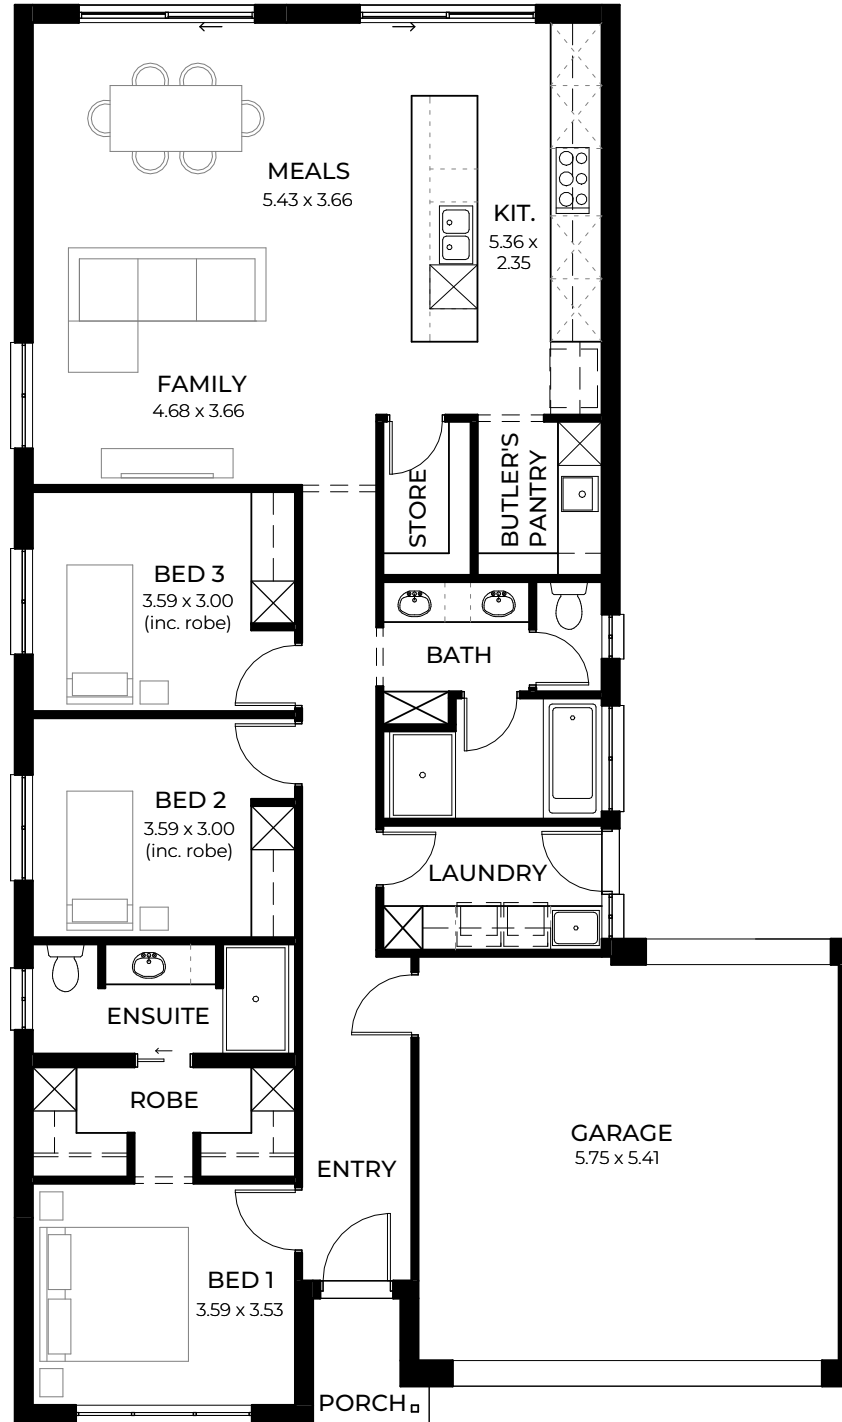 MEALS
5.43 x 3.66
KIT.
5.36 x
2.35
FAMILY
4.68 x 3.66
STORE
BUTLER'S
PANTRY
BED 3
3.59 x 3.00
(inc. robe)
BATH
BED 2
3.59 x 3.00
(inc. robe)
LAUNDRY
ENSUITE
ROBE
GARAGE
5.75 x 5.41
ENTRY
BED 1
3.59 x 3.53
PORCH